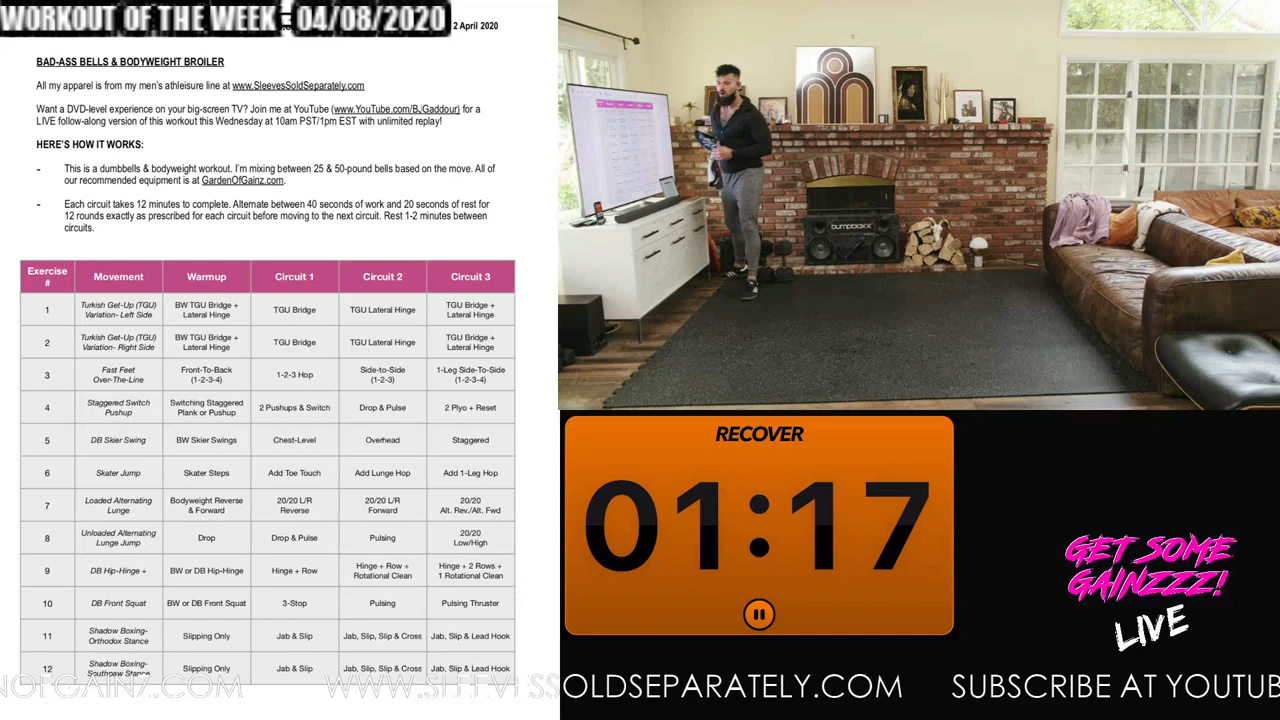 WORKOUT OF THE WEEK - 04/08/2020
2 April 2020
BAD-ASS BELLS & BODYWEIGHT BROILER
All my apparel is from my men's athleisure line at www.SleevesSoldSeparately.com
Want a DVD-level experience on your big-screen TV? Join me at YouTube (www.YouTube.com/BJGaddour) for a
LIVE follow-along version of this workout this Wednesday at 10am PST/1pm EST with unlimited replay!
HERE'S HOW IT WORKS:
- This is a dumbbells & bodyweight workout. I'm mixing between 25 & 50-pound bells based on the move. All of
our recommended equipment is at GardenOfGainz.com.
- Each circuit takes 12 minutes to complete. Alternate between 40 seconds of work and 20 seconds of rest for
12 rounds exactly as prescribed for each circuit before moving to the next circuit. Rest 1-2 minutes between
circuits.
Exercise # Movement Warmup Circuit 1 Circuit 2 Circuit 3
1 Turkish Get-Up (TGU) Variation- Left Side BW TGU Bridge + Lateral Hinge TGU Bridge TGU Lateral Hinge TGU Bridge + Lateral Hinge
2 Turkish Get-Up (TGU) Variation- Right Side BW TGU Bridge + Lateral Hinge TGU Bridge TGU Lateral Hinge TGU Bridge + Lateral Hinge
3 Fast Feet Over-The-Line Front-To-Back (1-2-3-4) 1-2-3 Hop Side-to-Side (1-2-3) 1-Leg Side-To-Side (1-2-3-4)
4 Staggered Switch Pushup Switching Staggered Plank or Pushup 2 Pushups & Switch Drop & Pulse 2 Plyo + Reset
5 DB Skier Swing BW Skier Swings Chest-Level Overhead Staggered
6 Skater Jump Skater Steps Add Toe Touch Add Lunge Hop Add 1-Leg Hop
7 Loaded Alternating Lunge Bodyweight Reverse & Forward 20/20 L/R Reverse 20/20 L/R Forward 20/20 Alt. Rev./Alt. Fwd
8 Unloaded Alternating Lunge Jump Drop Drop & Pulse Pulsing 20/20 Low/High
9 DB Hip-Hinge + BW or DB Hip-Hinge Hinge + Row Hinge + Row + Rotational Clean Hinge + 2 Rows + 1 Rotational Clean
10 DB Front Squat BW or DB Front Squat 3-Stop Pulsing Pulsing Thruster
11 Shadow Boxing- Orthodox Stance Slipping Only Jab & Slip Jab, Slip, Slip & Cross Jab, Slip & Lead Hook
12 Shadow Boxing- Southpaw Stance Slipping Only Jab & Slip Jab, Slip, Slip & Cross Jab, Slip & Lead Hook
DUMPBOXX
RECOVER
01:17
GET SOME
GAINZZZ!
LIVE
NOFGAINZ.COM WWW.SLEEVESSOLDSEPARATELY.COM SUBSCRIBE AT YOUTUB